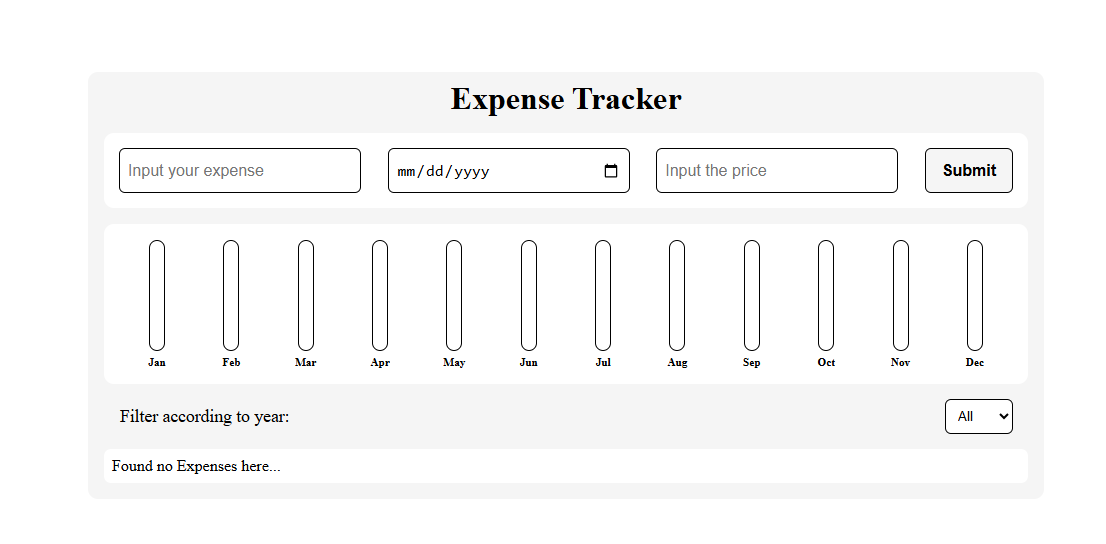 Expense Tracker
Input your expense mm/dd/yyyy Input the price Submit
Jan Feb Mar Apr May Jun Jul Aug Sep Oct Nov Dec
Filter according to year: All
Found no Expenses here...